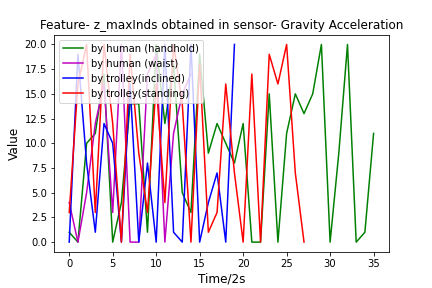 Feature- z_maxInds obtained in sensor- Gravity Acceleration
20.0
17.5
15.0
12.5
10.0
7.5
5.0
2.5
0.0
Value
by human (handhold)
by human (waist)
by trolley(inclined)
by trolley(standing)
0 5 10 15 20 25 30 35
Time/2s